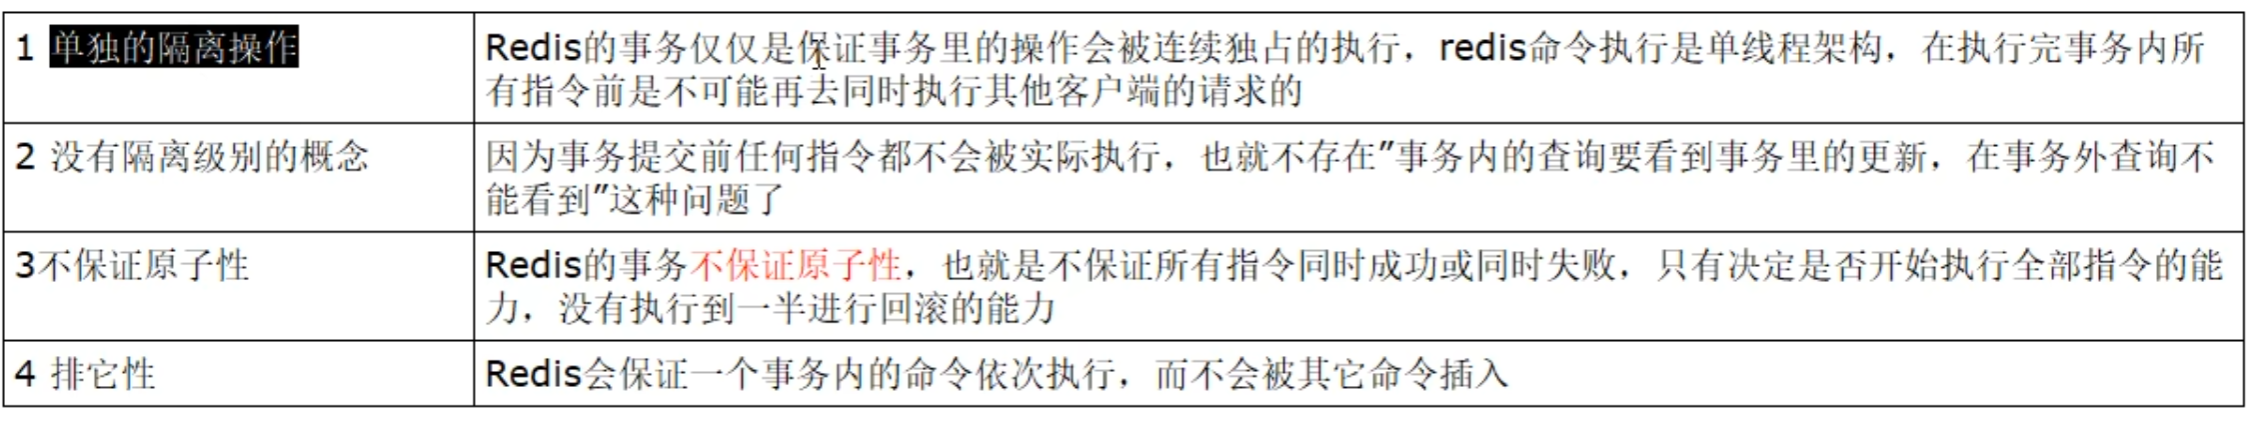 1 单独的隔离操作
Redis的事务仅仅是保证事务里的操作会被连续独占的执行，redis命令执行是单线程架构，在执行完事务内所
有指令前是不可能再去同时执行其他客户端的请求的
2 没有隔离级别的概念
因为事务提交前任何指令都不会被实际执行，也就不存在”事务内的查询要看到事务里的更新，在事务外查询不
能看到”这种问题了
3不保证原子性
Redis的事务不保证原子性，也就是不保证所有指令同时成功或同时失败，只有决定是否开始执行全部指令的能
力，没有执行到一半进行回滚的能力
4 排它性
Redis会保证一个事务内的命令依次执行，而不会被其它命令插入